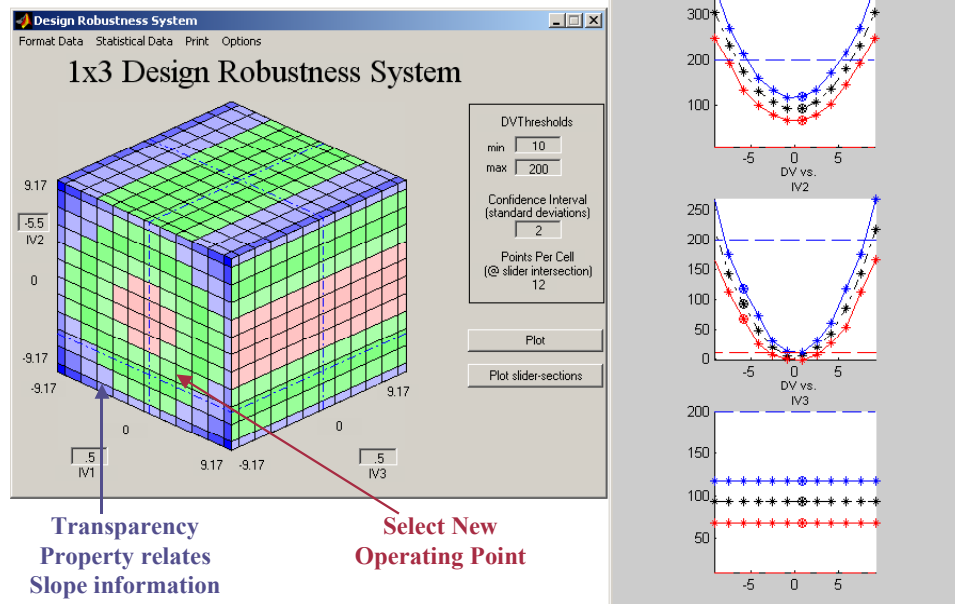 Design Robustness System
Format Data Statistical Data Print Options
1x3 Design Robustness System
DVThresholds
min 10
max 200
Confidence Interval
(standard deviations)
2
Points Per Cell
(@ slider intersection)
12
Plot
Plot slider-sections
9.17
-5.5
IV2
0
-9.17
-9.17
0
.5
IV1
9.17
-9.17
0
.5
IV3
9.17
Transparency
Property relates
Slope information
Select New
Operating Point
300
200
100
-5 0 5
DV vs.
IV2
250
200
150
100
50
0
-5 0 5
DV vs.
IV3
200
150
100
50
-5 0 5